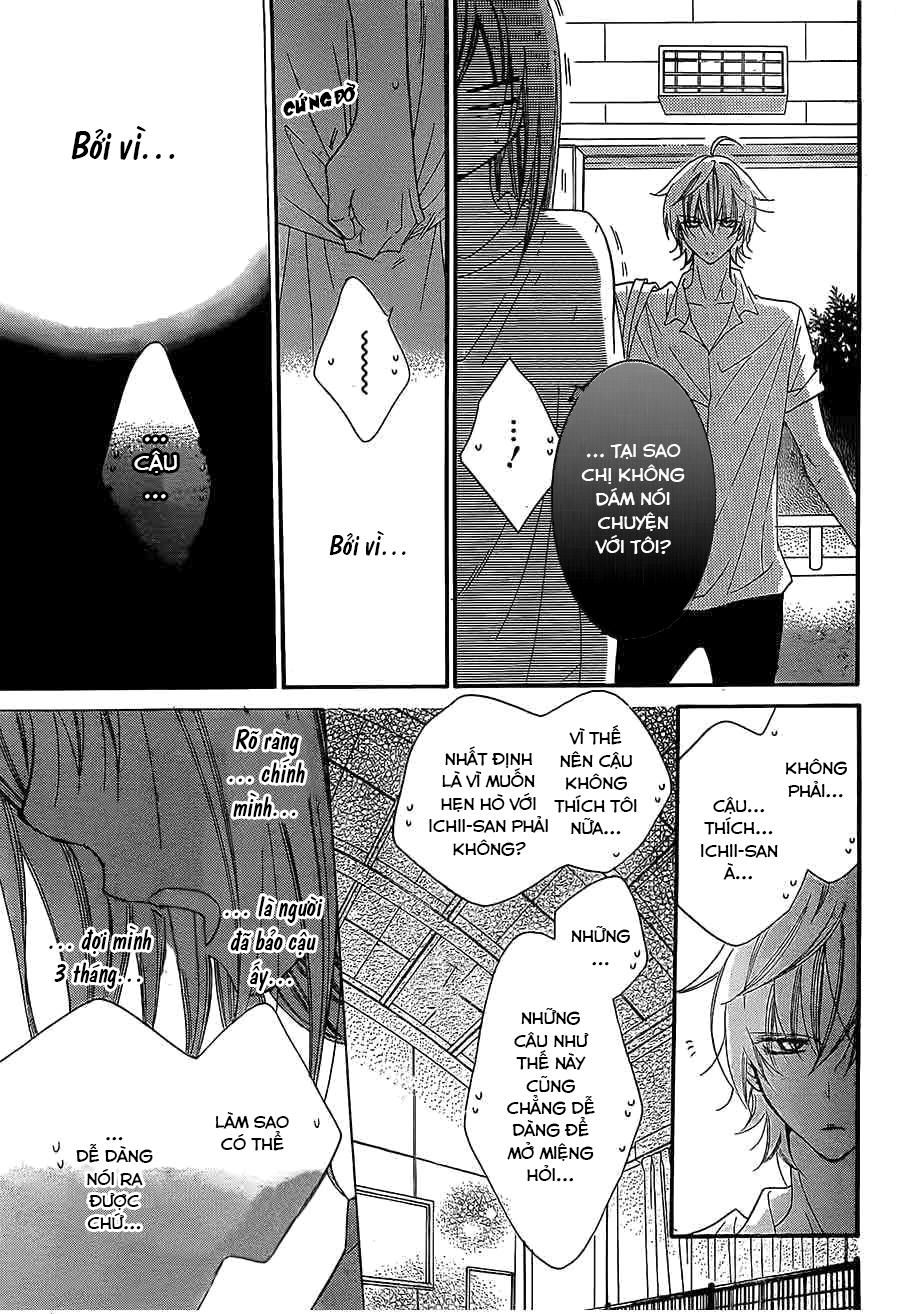 ... TẠI SAO
CHỊ KHÔNG
DÁM NÓI
CHUYỆN
VỚI TÔI?
...!
CỨNG ĐỜ
Bởi vì...
Bởi vì...
....
CẬU
...
KHÔNG
PHẢI...
CẬU...
THÍCH...
ICHII-SAN
À...
VÌ THẾ
NÊN CẬU
KHÔNG
THÍCH TÔI
NỮA...
NHẤT ĐỊNH
LÀ VÌ MUỐN
HẸN HÒ VỚI
ICHII-SAN PHẢI
KHÔNG?
NHỮNG
...
NHỮNG
CÂU NHƯ
THẾ NÀY
CŨNG
CHẲNG DỄ
DÀNG ĐỂ
MỞ MIỆNG
HỎI...
Rõ ràng
... chính
mình...
... là người
đã bảo cậu
ấy...
... đợi mình
3 tháng...
LÀM SAO
CÓ THỂ
...
DỄ DÀNG
NÓI RA
ĐƯỢC
CHỨ...